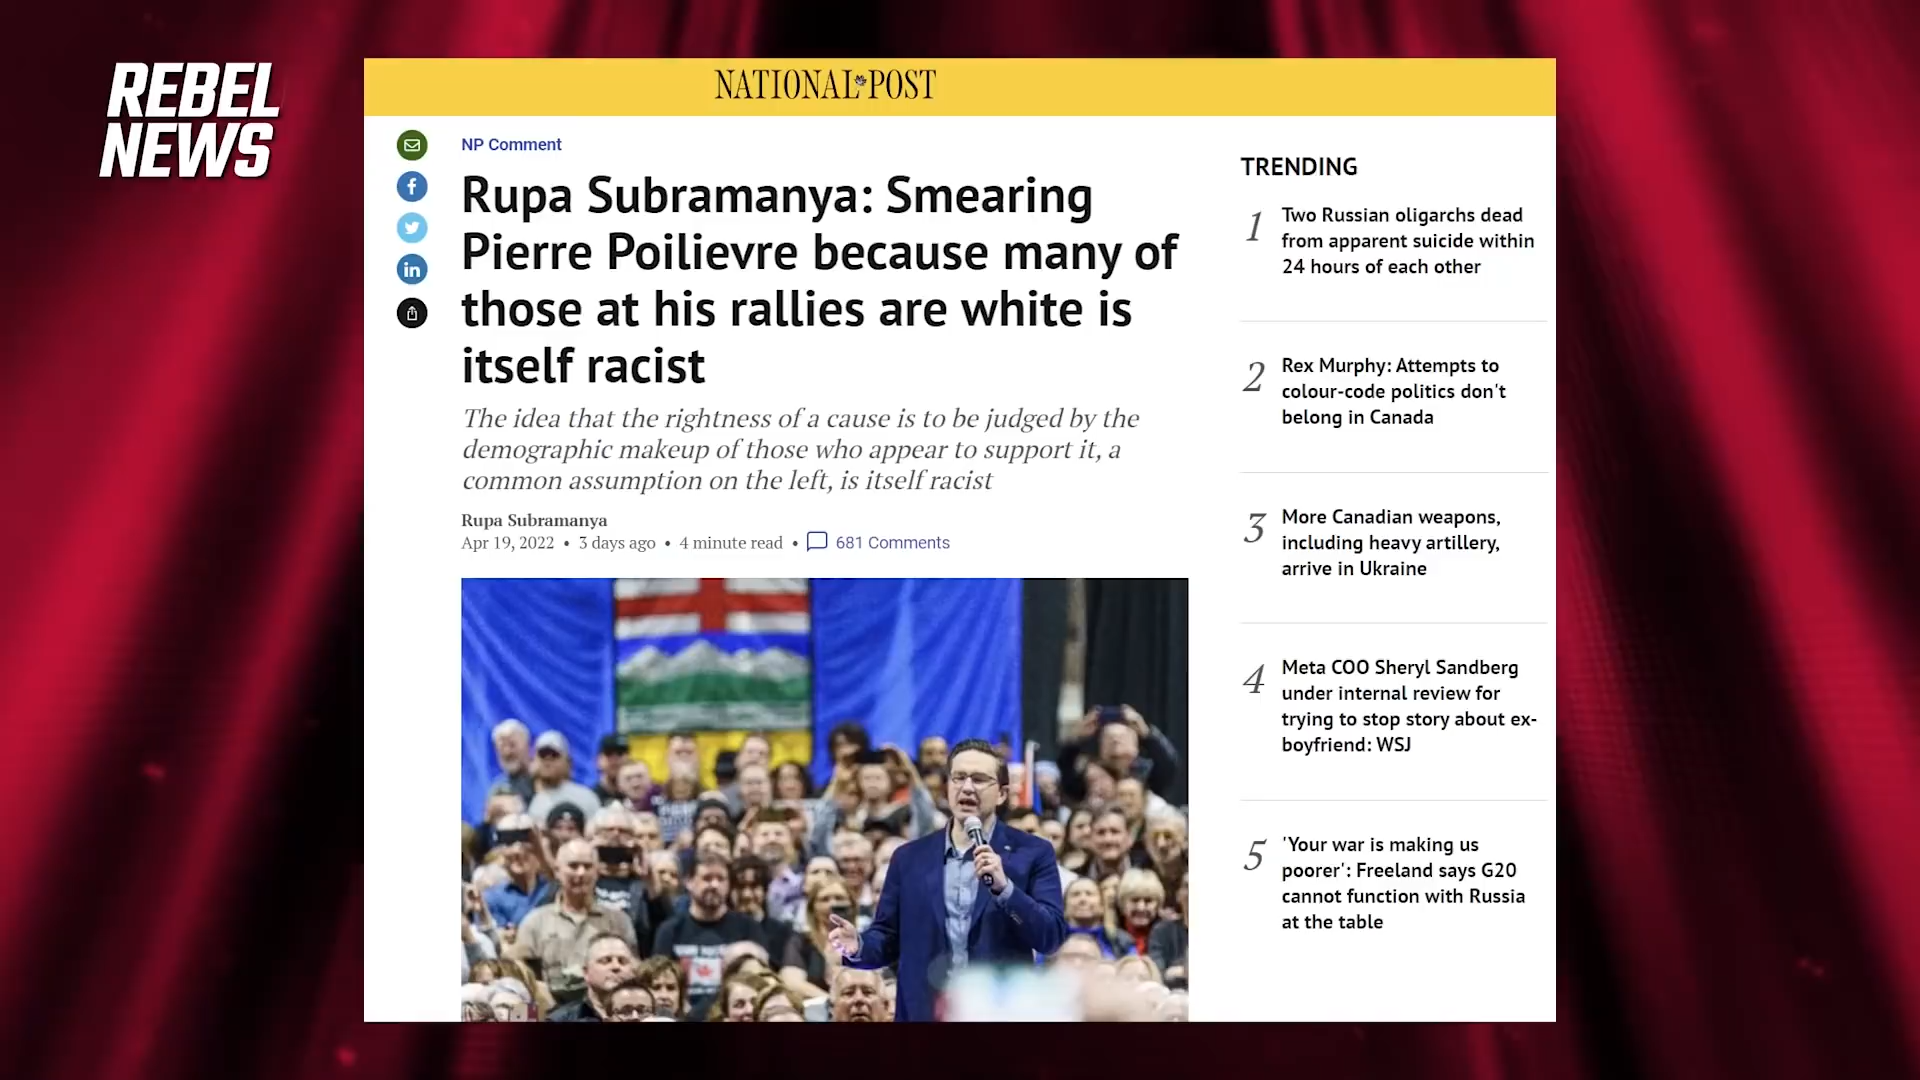 REBEL
NEWS
NATIONAL POST
NP Comment
Rupa Subramanya: Smearing
Pierre Poilievre because many of
those at his rallies are white is
itself racist
The idea that the rightness of a cause is to be judged by the
demographic makeup of those who appear to support it, a
common assumption on the left, is itself racist
Rupa Subramanya
Apr 19, 2022 • 3 days ago • 4 minute read • 681 Comments
TRENDING
1
Two Russian oligarchs dead
from apparent suicide within
24 hours of each other
2
Rex Murphy: Attempts to
colour-code politics don't
belong in Canada
3
More Canadian weapons,
including heavy artillery,
arrive in Ukraine
4
Meta COO Sheryl Sandberg
under internal review for
trying to stop story about ex-
boyfriend: WSJ
5
'Your war is making us
poorer': Freeland says G20
cannot function with Russia
at the table